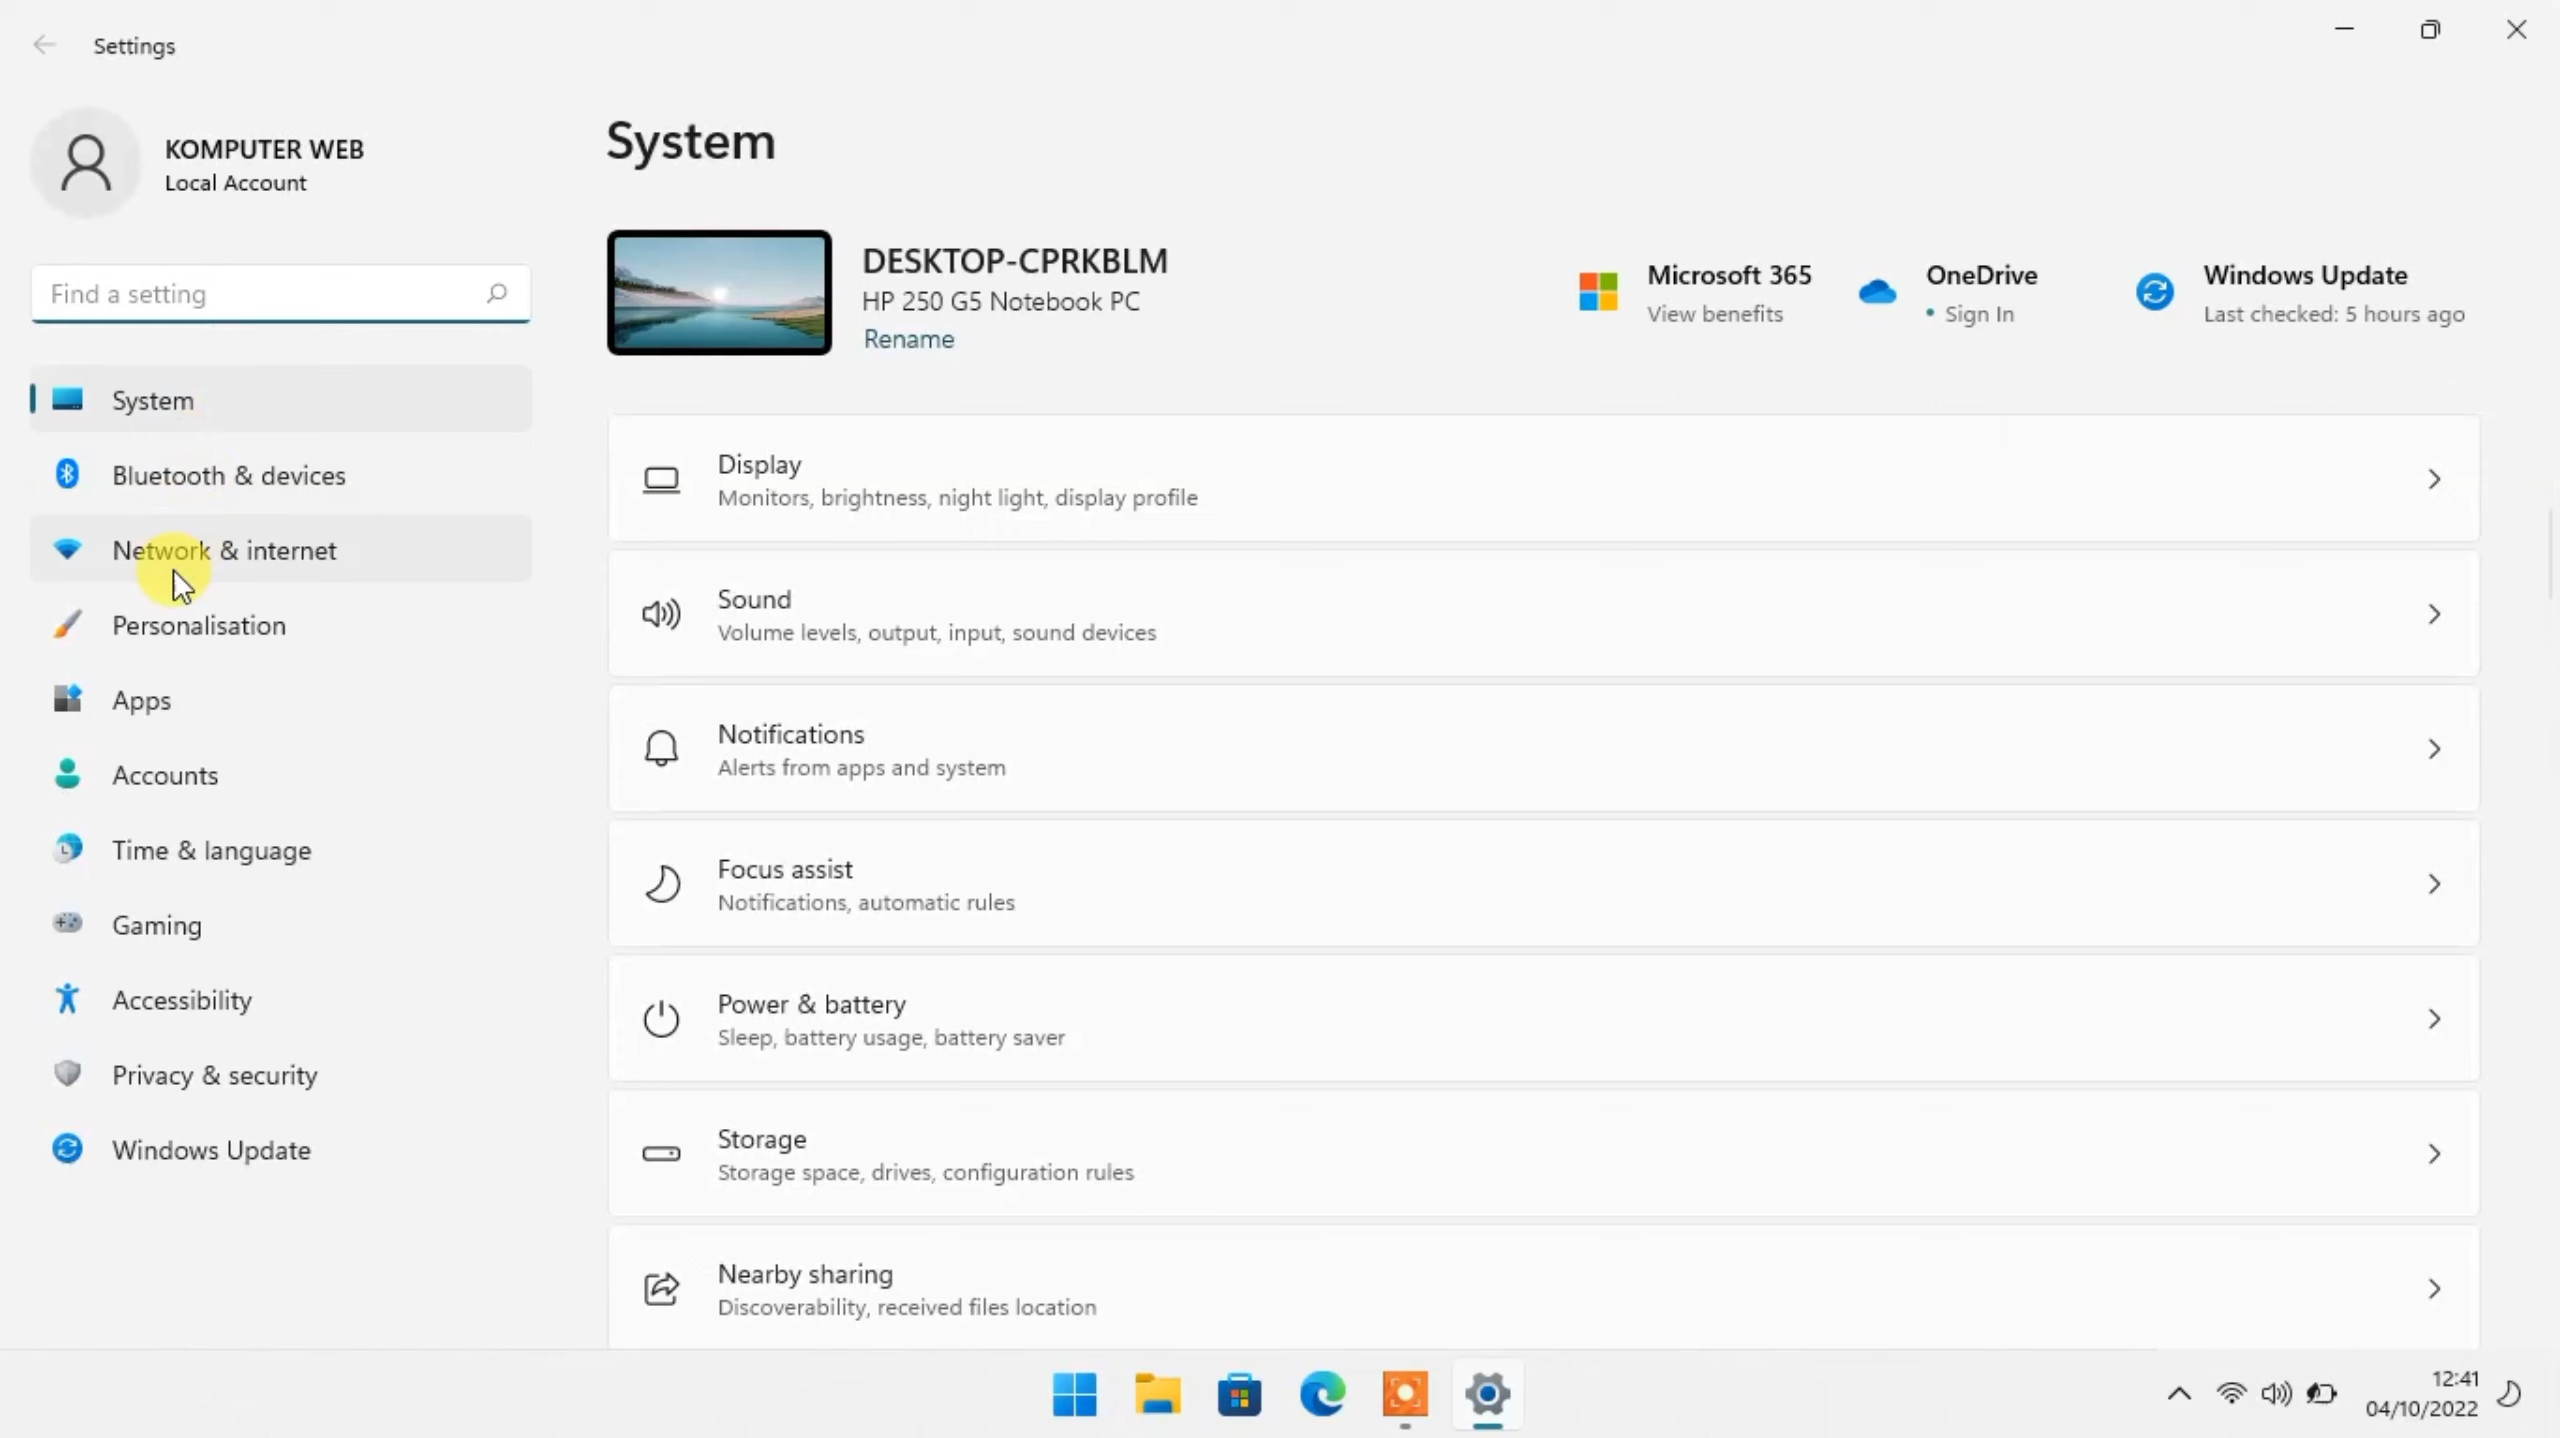 Settings
KOMPUTER WEB
Local Account
Find a setting
System
Bluetooth & devices
Network & internet
Personalisation
Apps
Accounts
Time & language
Gaming
Accessibility
Privacy & security
Windows Update
System
DESKTOP-CPRKBLM
HP 250 G5 Notebook PC
Rename
Microsoft 365
View benefits
OneDrive
• Sign In
Windows Update
Last checked: 5 hours ago
Display
Monitors, brightness, night light, display profile
Sound
Volume levels, output, input, sound devices
Notifications
Alerts from apps and system
Focus assist
Notifications, automatic rules
Power & battery
Sleep, battery usage, battery saver
Storage
Storage space, drives, configuration rules
Nearby sharing
Discoverability, received files location
12:41
04/10/2022